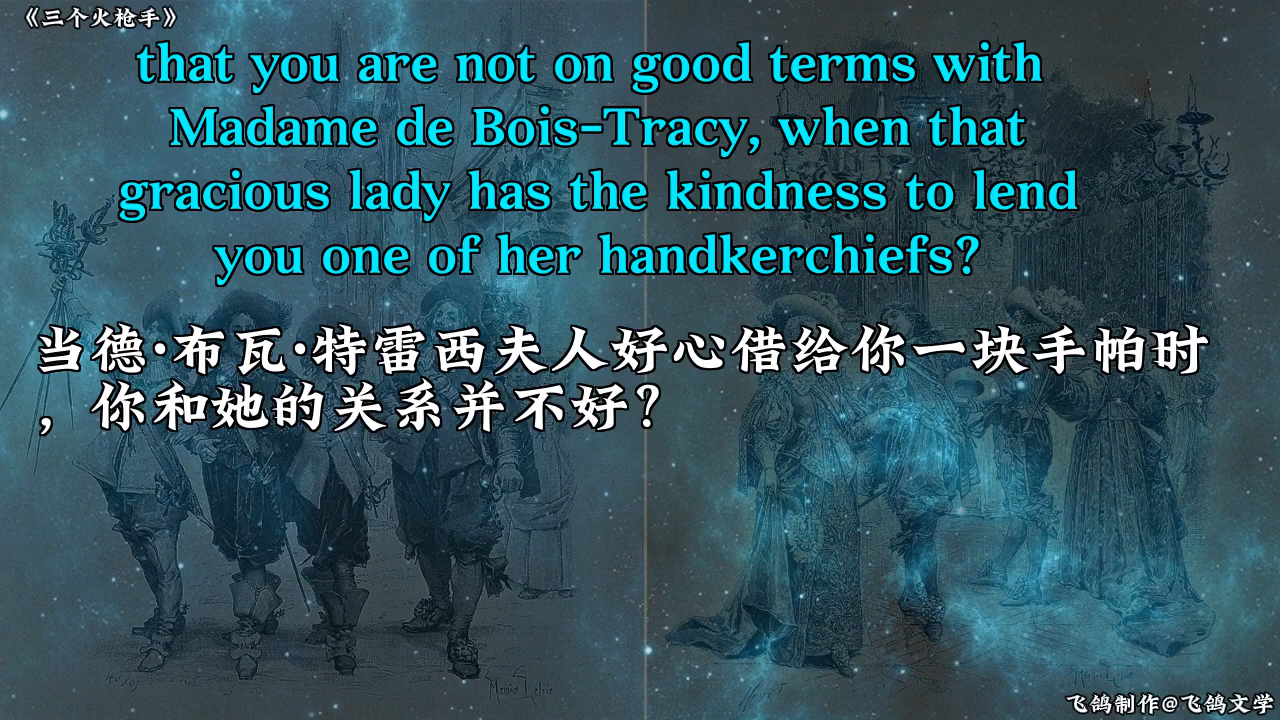 《三个火枪手》
that you are not on good terms with
Madame de Bois-Tracy, when that
gracious lady has the kindness to lend
you one of her handkerchiefs?
当德·布瓦·特雷西夫人好心借给你一块手帕时
，你和她的关系并不好？
飞鸽制作@飞鸽文学